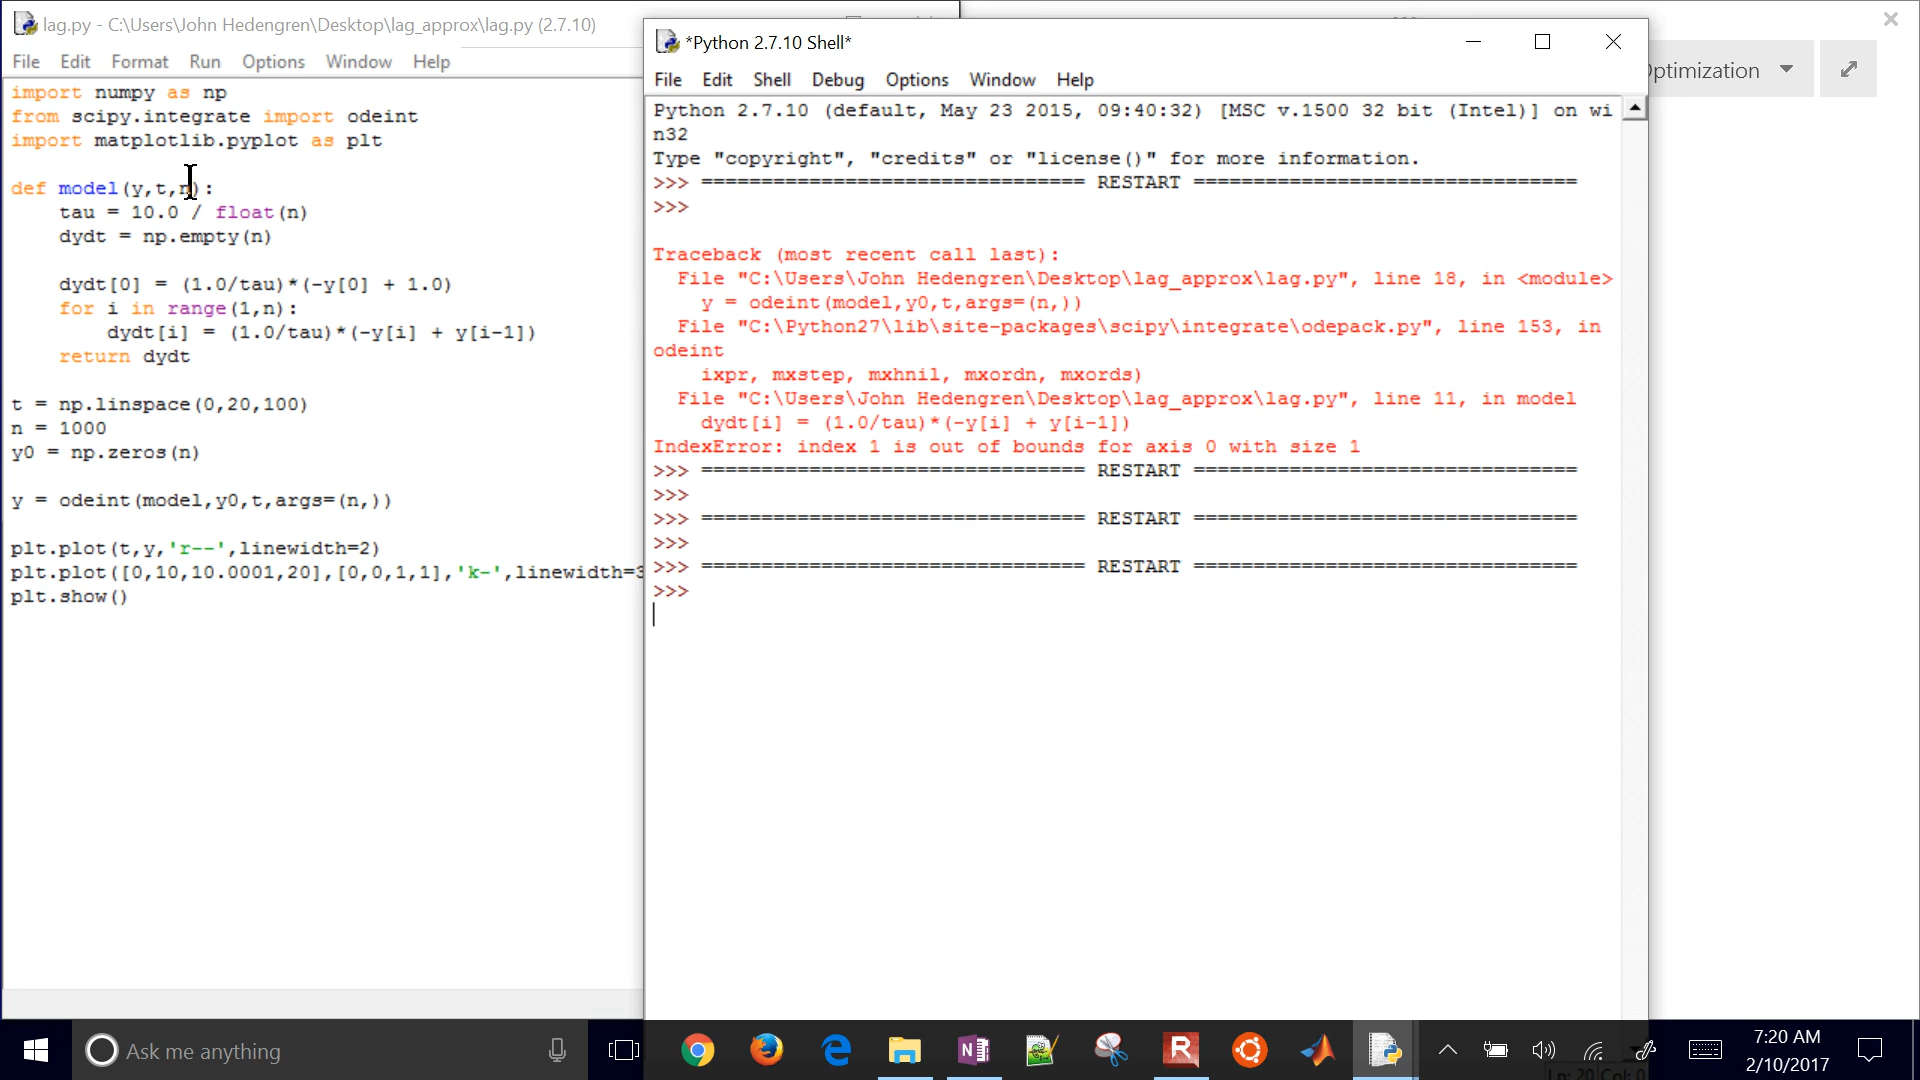 lag.py - C:\Users\John Hedengren\Desktop\lag_approx\lag.py (2.7.10)
File Edit Format Run Options Window Help
import numpy as np
from scipy.integrate import odeint
import matplotlib.pyplot as plt
def model(y,t,n):
tau = 10.0 / float(n)
dydt = np.empty(n)
dydt[0] = (1.0/tau)*(-y[0] + 1.0)
for i in range(1,n):
dydt[i] = (1.0/tau)*(-y[i] + y[i-1])
return dydt
t = np.linspace(0,20,100)
n = 1000
y0 = np.zeros(n)
y = odeint(model,y0,t,args=(n,))
plt.plot(t,y,'r--',linewidth=2)
plt.plot([0,10,10.0001,20],[0,0,1,1],'k-',linewidth=3
plt.show()
*Python 2.7.10 Shell*
File Edit Shell Debug Options Window Help
Python 2.7.10 (default, May 23 2015, 09:40:32) [MSC v.1500 32 bit (Intel)] on wi
n32
Type "copyright", "credits" or "license()" for more information.
>>> ================================ RESTART ================================
>>>
Traceback (most recent call last):
File "C:\Users\John Hedengren\Desktop\lag_approx\lag.py", line 18, in <module>
y = odeint(model,y0,t,args=(n,))
File "C:\Python27\lib\site-packages\scipy\integrate\odepack.py", line 153, in
odeint
ixpr, mxstep, mxhnil, mxordn, mxords)
File "C:\Users\John Hedengren\Desktop\lag_approx\lag.py", line 11, in model
dydt[i] = (1.0/tau)*(-y[i] + y[i-1])
IndexError: index 1 is out of bounds for axis 0 with size 1
>>> ================================ RESTART ================================
>>>
>>> ================================ RESTART ================================
>>>
>>> ================================ RESTART ================================
>>>
ptimization
Ask me anything
7:20 AM
2/10/2017